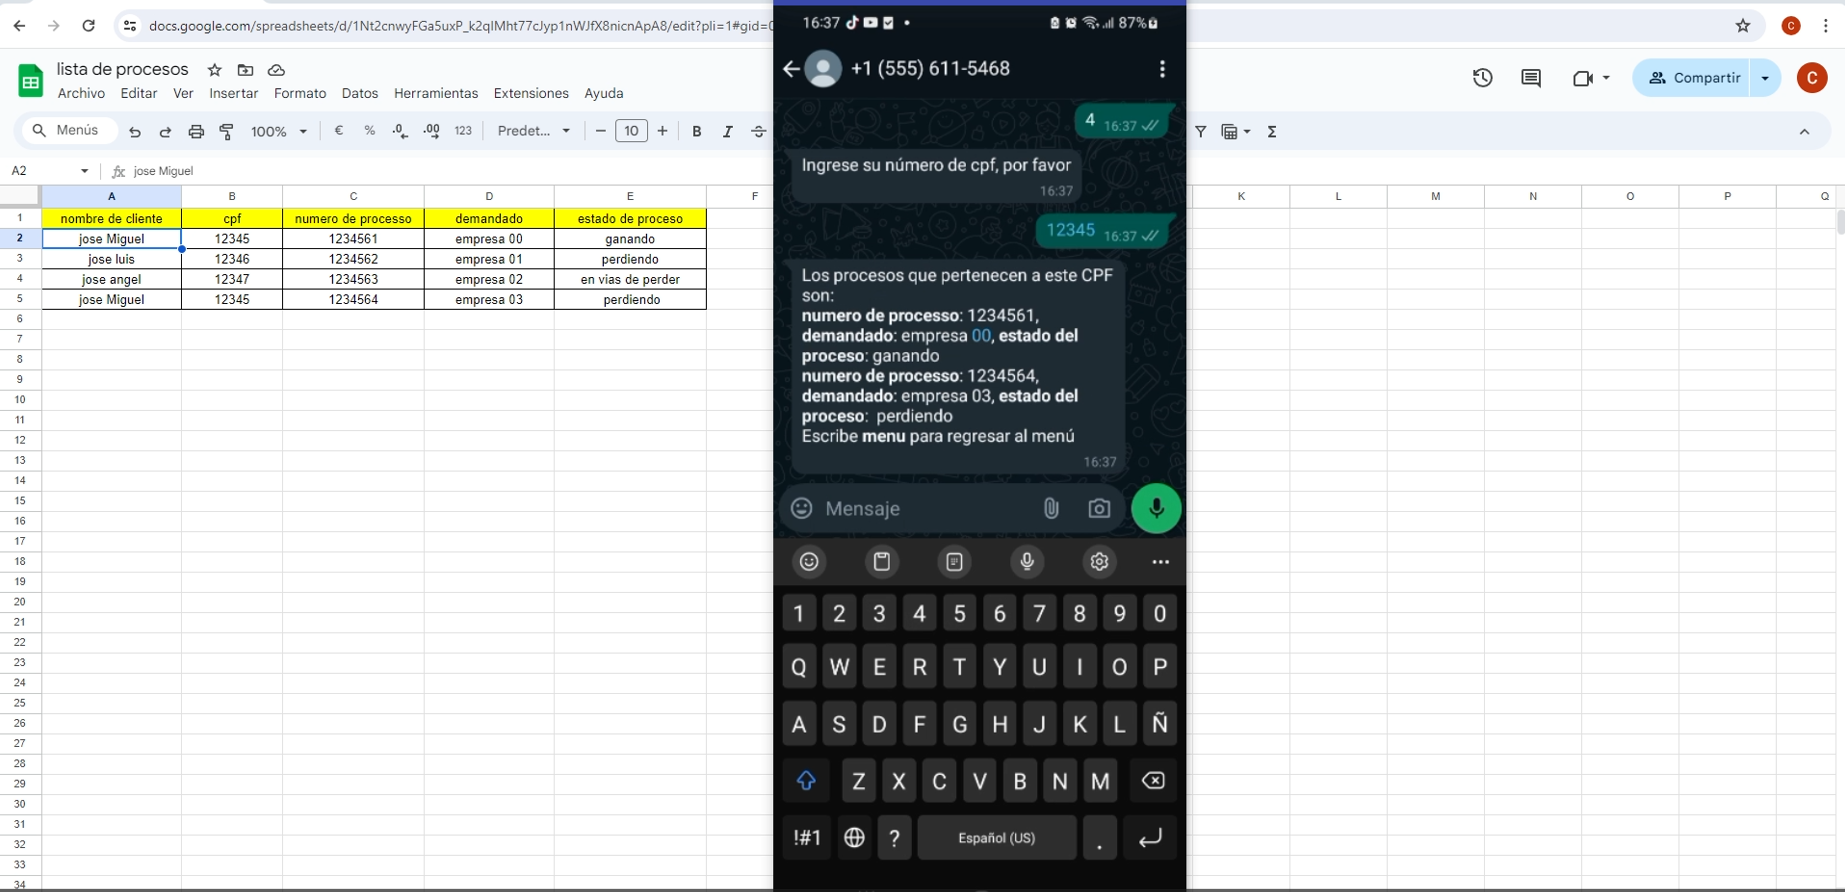 docs.google.com/spreadsheets/d/1Nt2cnwyFGa5uxP_k2qlMht77cJyp1nWJfX8nicnApA8/edit?pli=1#gid=
lista de procesos
Archivo Editar Ver Insertar Formato Datos Herramientas Extensiones Ayuda
Compartir
C
C
Menús 100% € % .0 .00 123 Predet... 10 B I
A2 fx jose Miguel
A B C D E F K L M N O P Q
1 nombre de cliente cpf numero de processo demandado estado de proceso
2 jose Miguel 12345 1234561 empresa 00 ganando
3 jose luis 12346 1234562 empresa 01 perdiendo
4 jose angel 12347 1234563 empresa 02 en vias de perder
5 jose Miguel 12345 1234564 empresa 03 perdiendo
6
7
8
9
10
11
12
13
14
15
16
17
18
19
20
21
22
23
24
25
26
27
28
29
30
31
32
33
34
16:37 87%
+1 (555) 611-5468
4 16:37
Ingrese su número de cpf, por favor
16:37
12345 16:37
Los procesos que pertenecen a este CPF
son:
numero de processo: 1234561,
demandado: empresa 00, estado del
proceso: ganando
numero de processo: 1234564,
demandado: empresa 03, estado del
proceso: perdiendo
Escribe menu para regresar al menú
16:37
Mensaje
1 2 3 4 5 6 7 8 9 0
Q W E R T Y U I O P
A S D F G H J K L Ñ
Z X C V B N M
!#1 ? Español (US) .